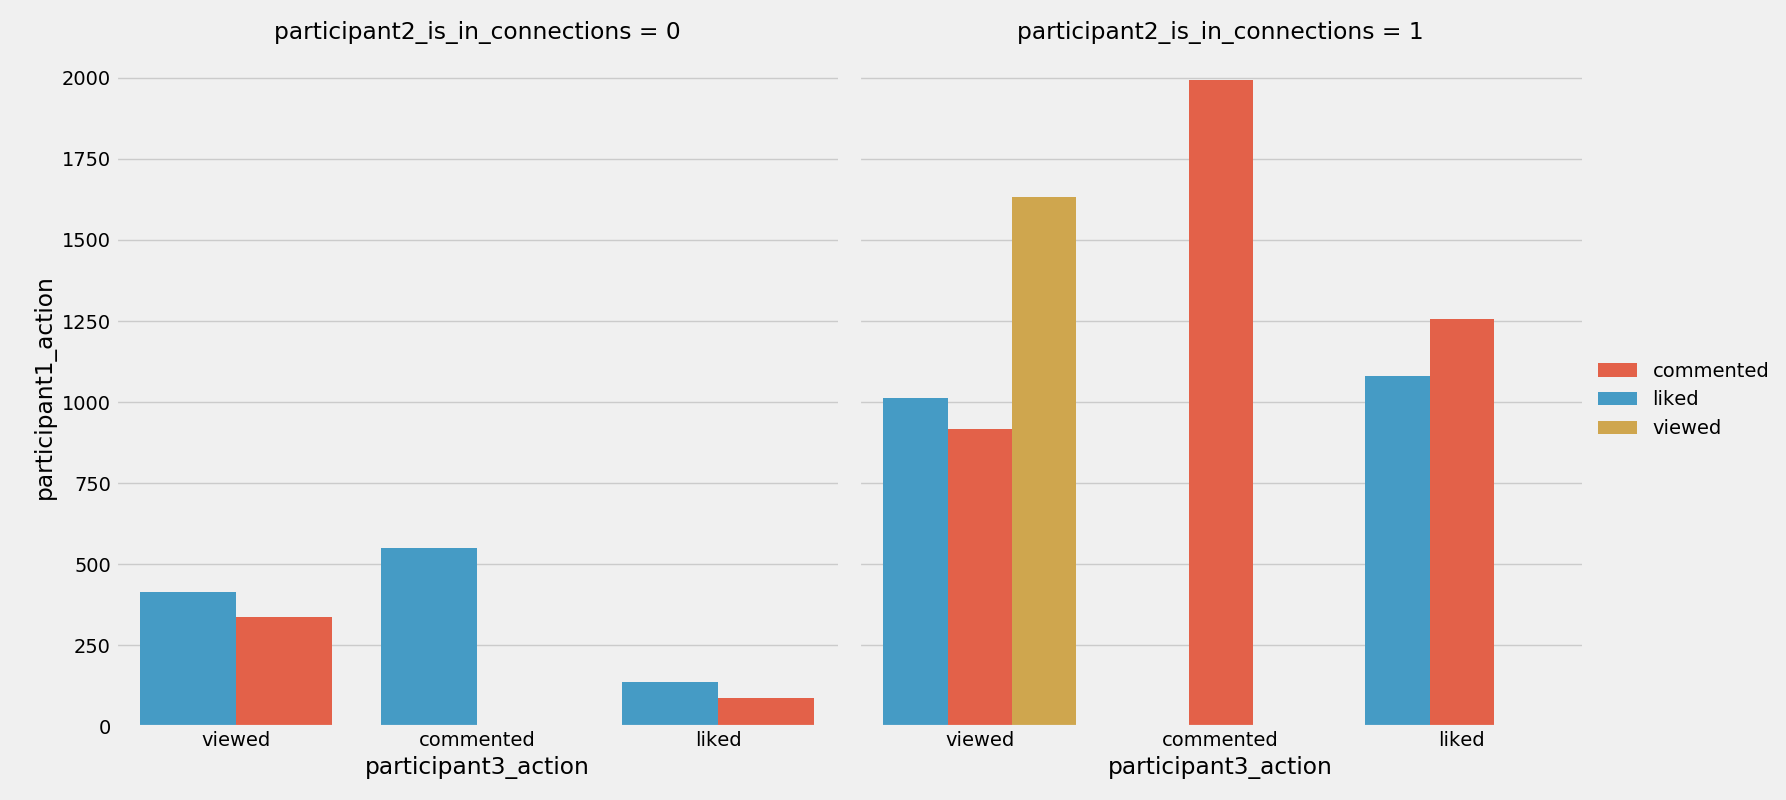 participant2_is_in_connections = 0
participant2_is_in_connections = 1
participant1_action
2000
1750
1500
1250
1000
750
500
250
0
viewed
commented
liked
participant3_action
viewed
commented
liked
participant3_action
commented
liked
viewed